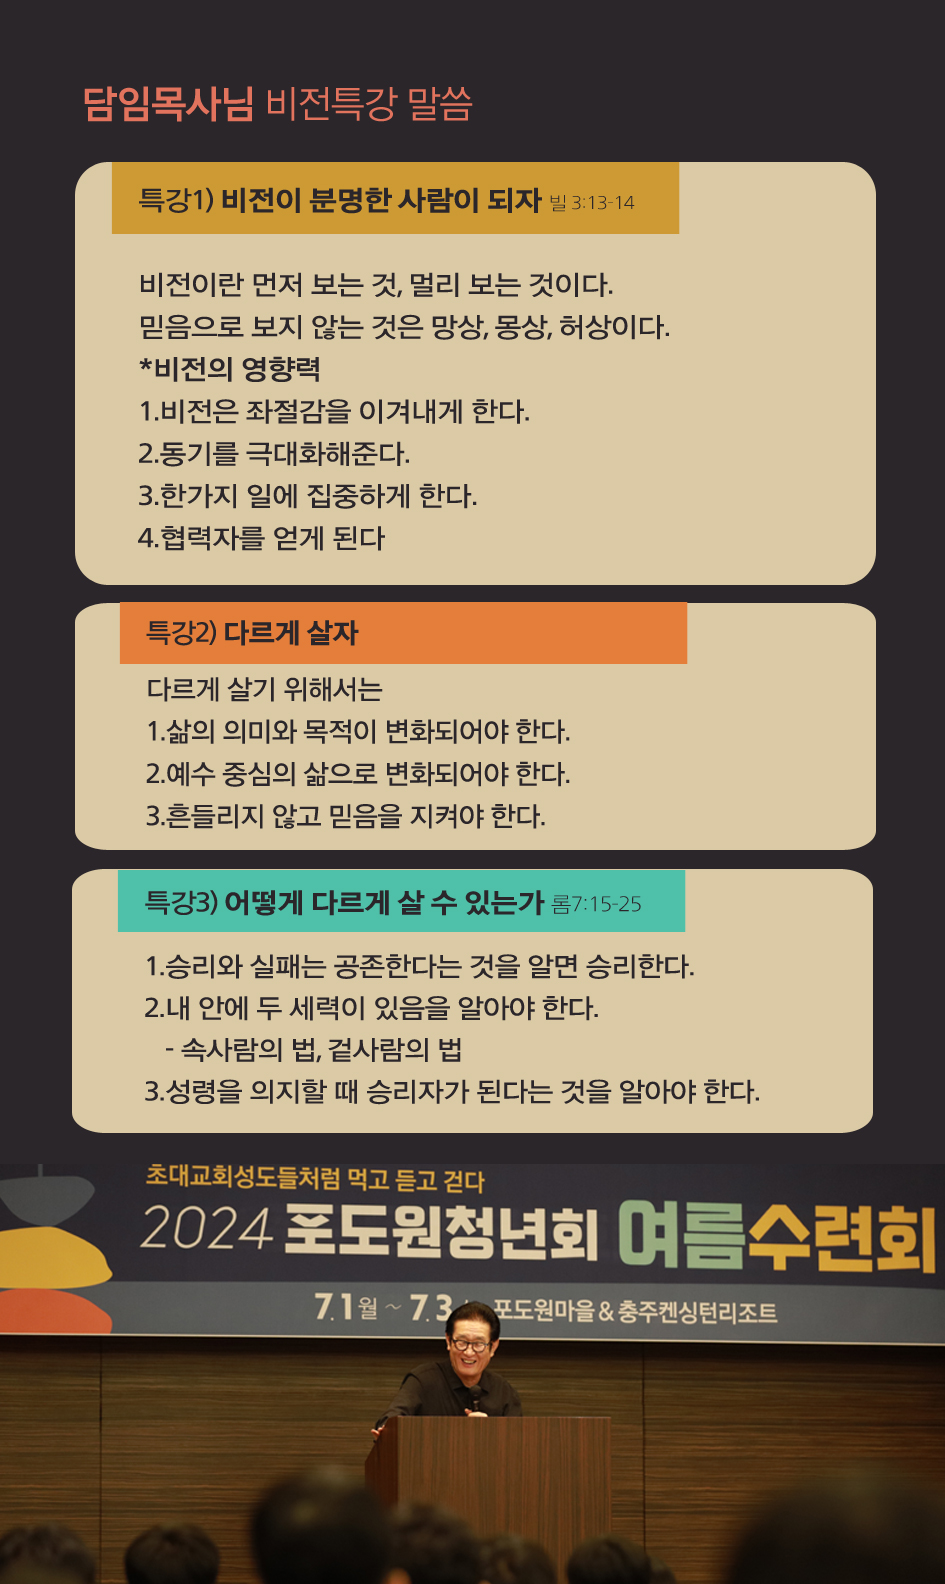 담임목사님 비전특강 말씀
특강1) 비전이 분명한 사람이 되자 빌 3:13-14
비전이란 먼저 보는 것, 멀리 보는 것이다.
믿음으로 보지 않는 것은 망상, 몽상, 허상이다.
*비전의 영향력
1.비전은 좌절감을 이겨내게 한다.
2.동기를 극대화해준다.
3.한가지 일에 집중하게 한다.
4.협력자를 얻게 된다
특강2) 다르게 살자
다르게 살기 위해서는
1.삶의 의미와 목적이 변화되어야 한다.
2.예수 중심의 삶으로 변화되어야 한다.
3.흔들리지 않고 믿음을 지켜야 한다.
특강3) 어떻게 다르게 살 수 있는가 롬7:15-25
1.승리와 실패는 공존한다는 것을 알면 승리한다.
2.내 안에 두 세력이 있음을 알아야 한다.
- 속사람의 법, 겉사람의 법
3.성령을 의지할 때 승리자가 된다는 것을 알아야 한다.
초대교회성도들처럼 먹고 듣고 걷다
2024 포도원청년회 여름수련회
7.1월 ~ 7.3 포도원마을 & 충주켄싱턴리조트